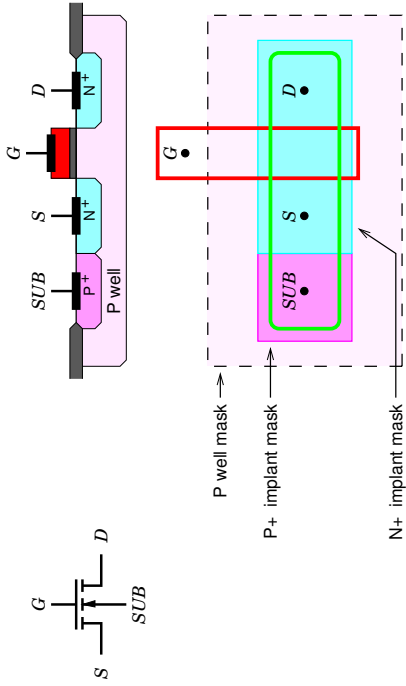 G
S
D
SUB
SUB
S
G
D
P⁺
N⁺
N⁺
P well
P well mask
P+ implant mask
N+ implant mask
SUB
S
G
D